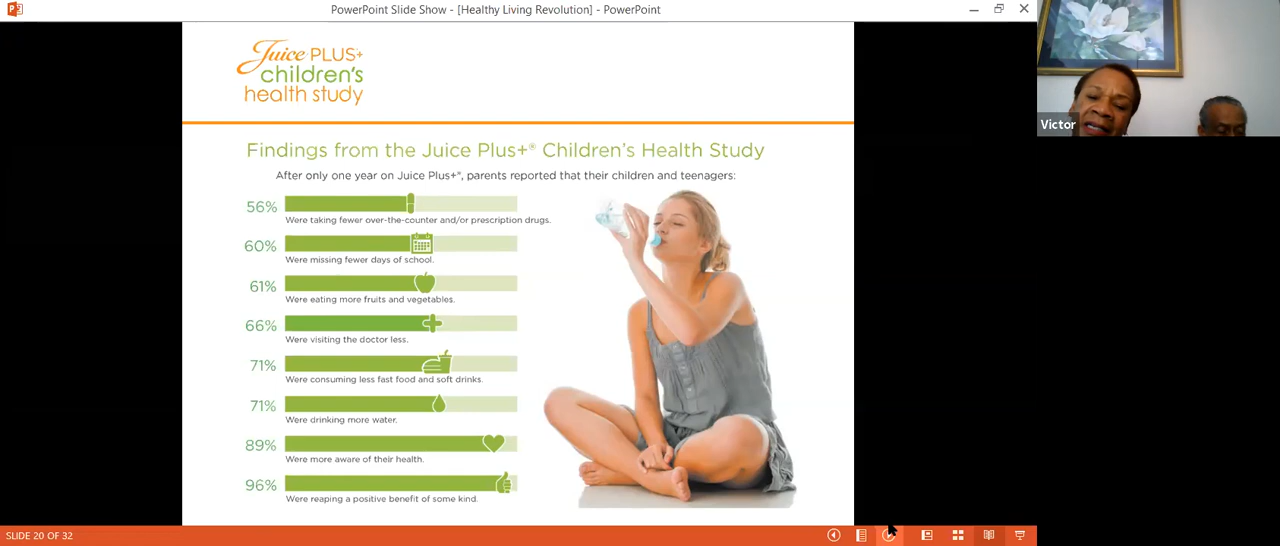 PowerPoint Slide Show - [Healthy Living Revolution] - PowerPoint
Juice PLUS+
children's
health study
Findings from the Juice Plus+® Children's Health Study
After only one year on Juice Plus+®, parents reported that their children and teenagers:
56%
Were taking fewer over-the-counter and/or prescription drugs.
60%
Were missing fewer days of school.
61%
Were eating more fruits and vegetables.
66%
Were visiting the doctor less.
71%
Were consuming less fast food and soft drinks.
71%
Were drinking more water.
89%
Were more aware of their health.
96%
Were reaping a positive benefit of some kind.
Victor
SLIDE 20 OF 32